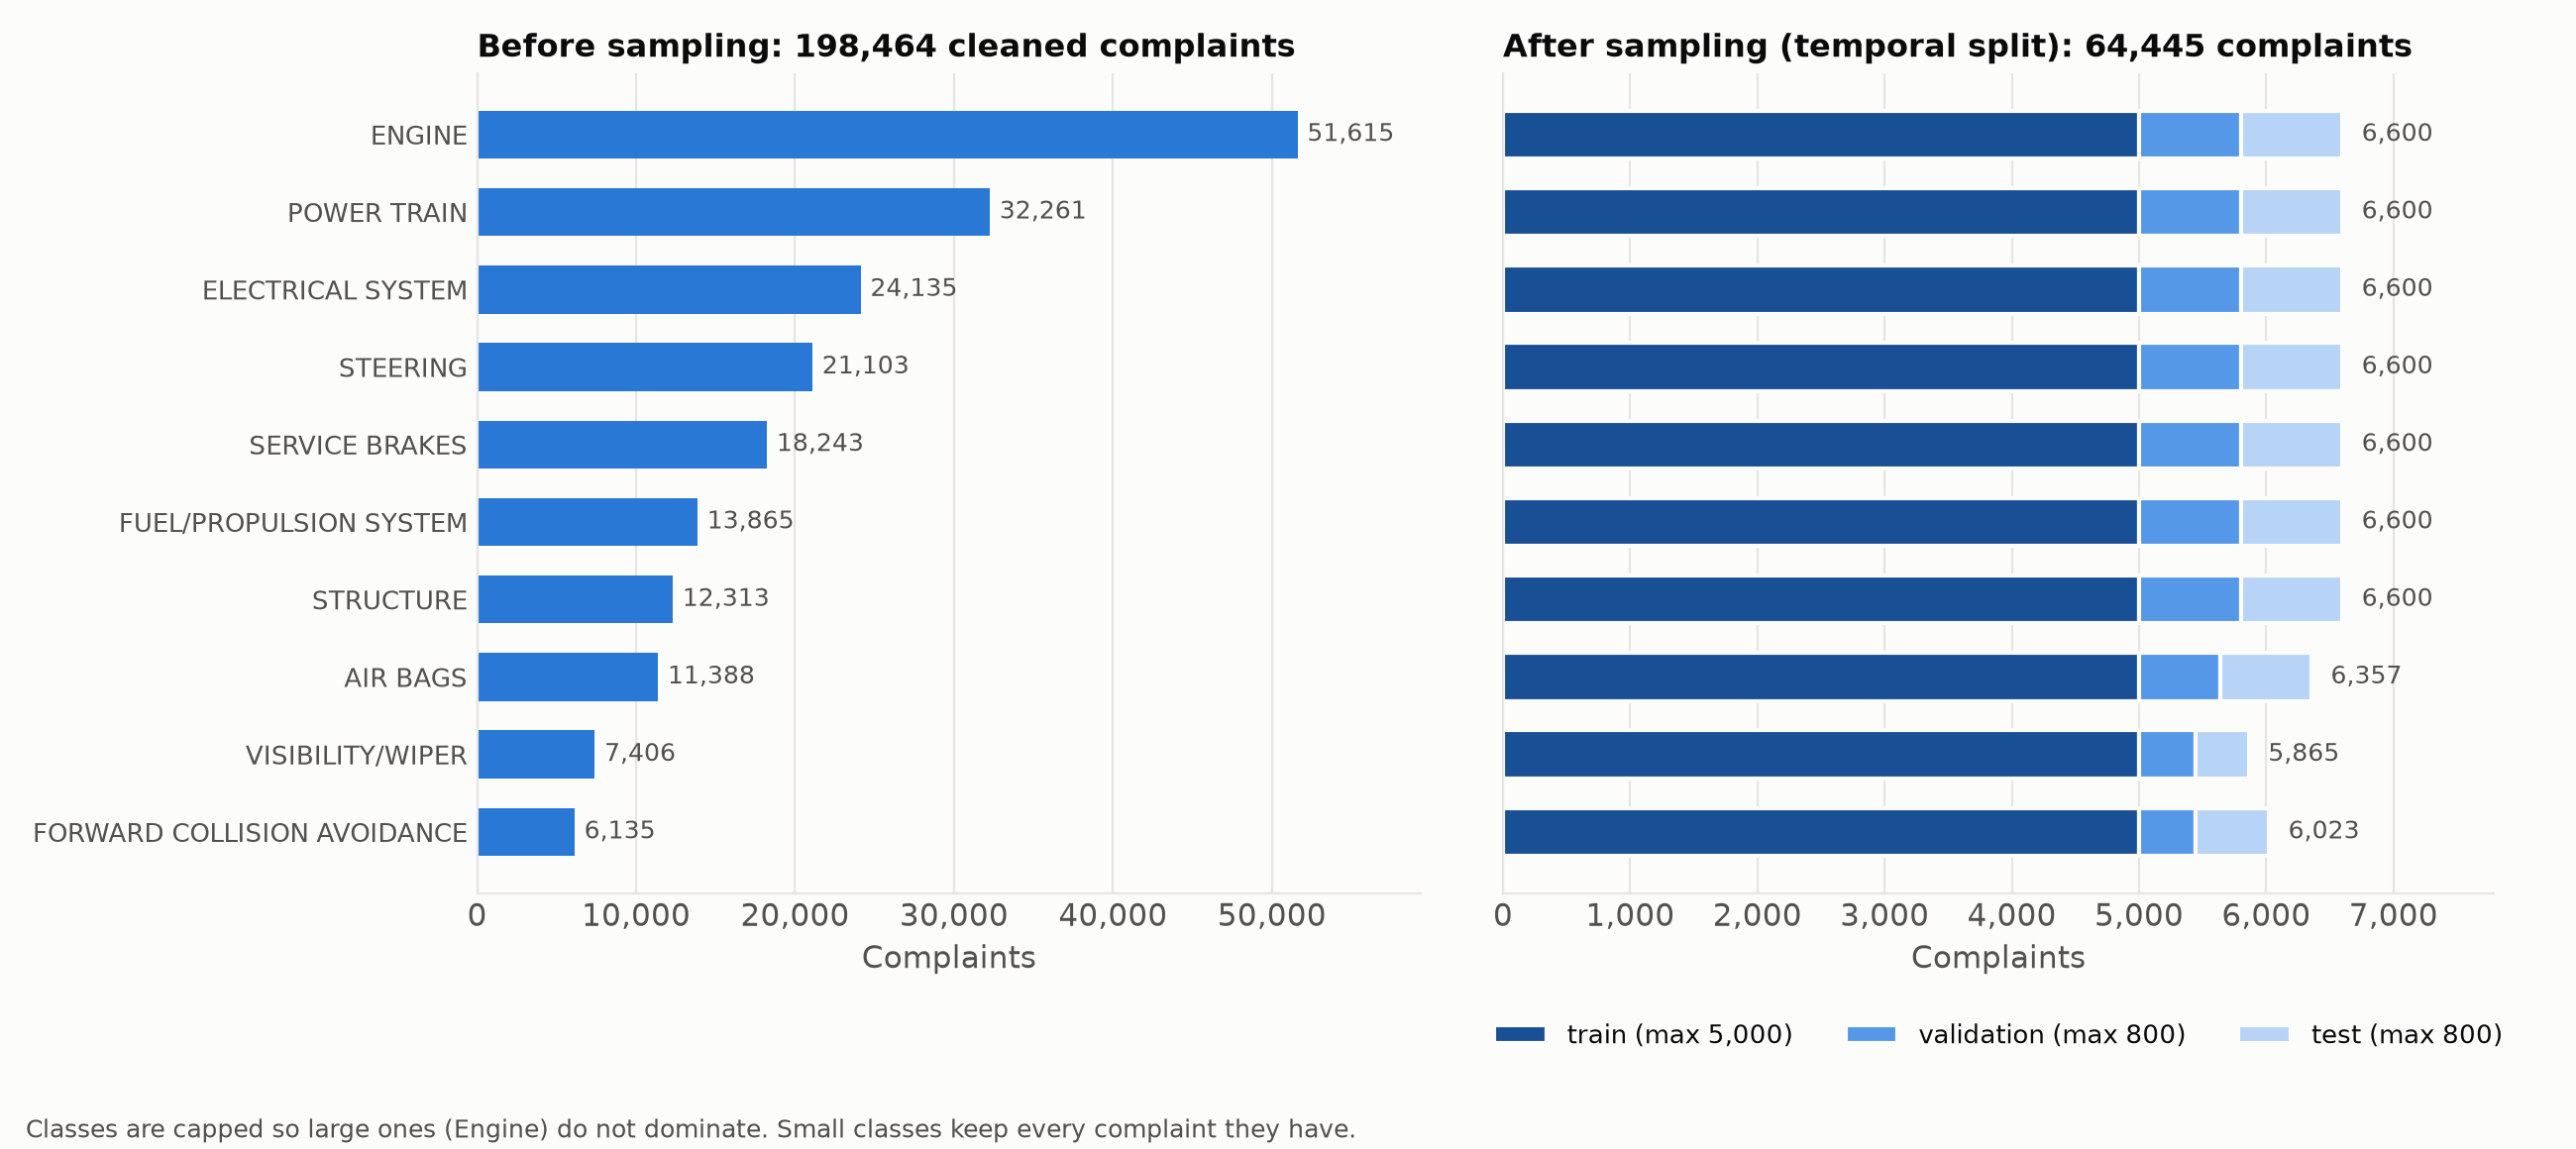 Before sampling: 198,464 cleaned complaints
ENGINE 51,615
POWER TRAIN 32,261
ELECTRICAL SYSTEM 24,135
STEERING 21,103
SERVICE BRAKES 18,243
FUEL/PROPULSION SYSTEM 13,865
STRUCTURE 12,313
AIR BAGS 11,388
VISIBILITY/WIPER 7,406
FORWARD COLLISION AVOIDANCE 6,135
0 10,000 20,000 30,000 40,000 50,000
Complaints
After sampling (temporal split): 64,445 complaints
6,600
6,600
6,600
6,600
6,600
6,600
6,600
6,357
5,865
6,023
0 1,000 2,000 3,000 4,000 5,000 6,000 7,000
Complaints
train (max 5,000) validation (max 800) test (max 800)
Classes are capped so large ones (Engine) do not dominate. Small classes keep every complaint they have.